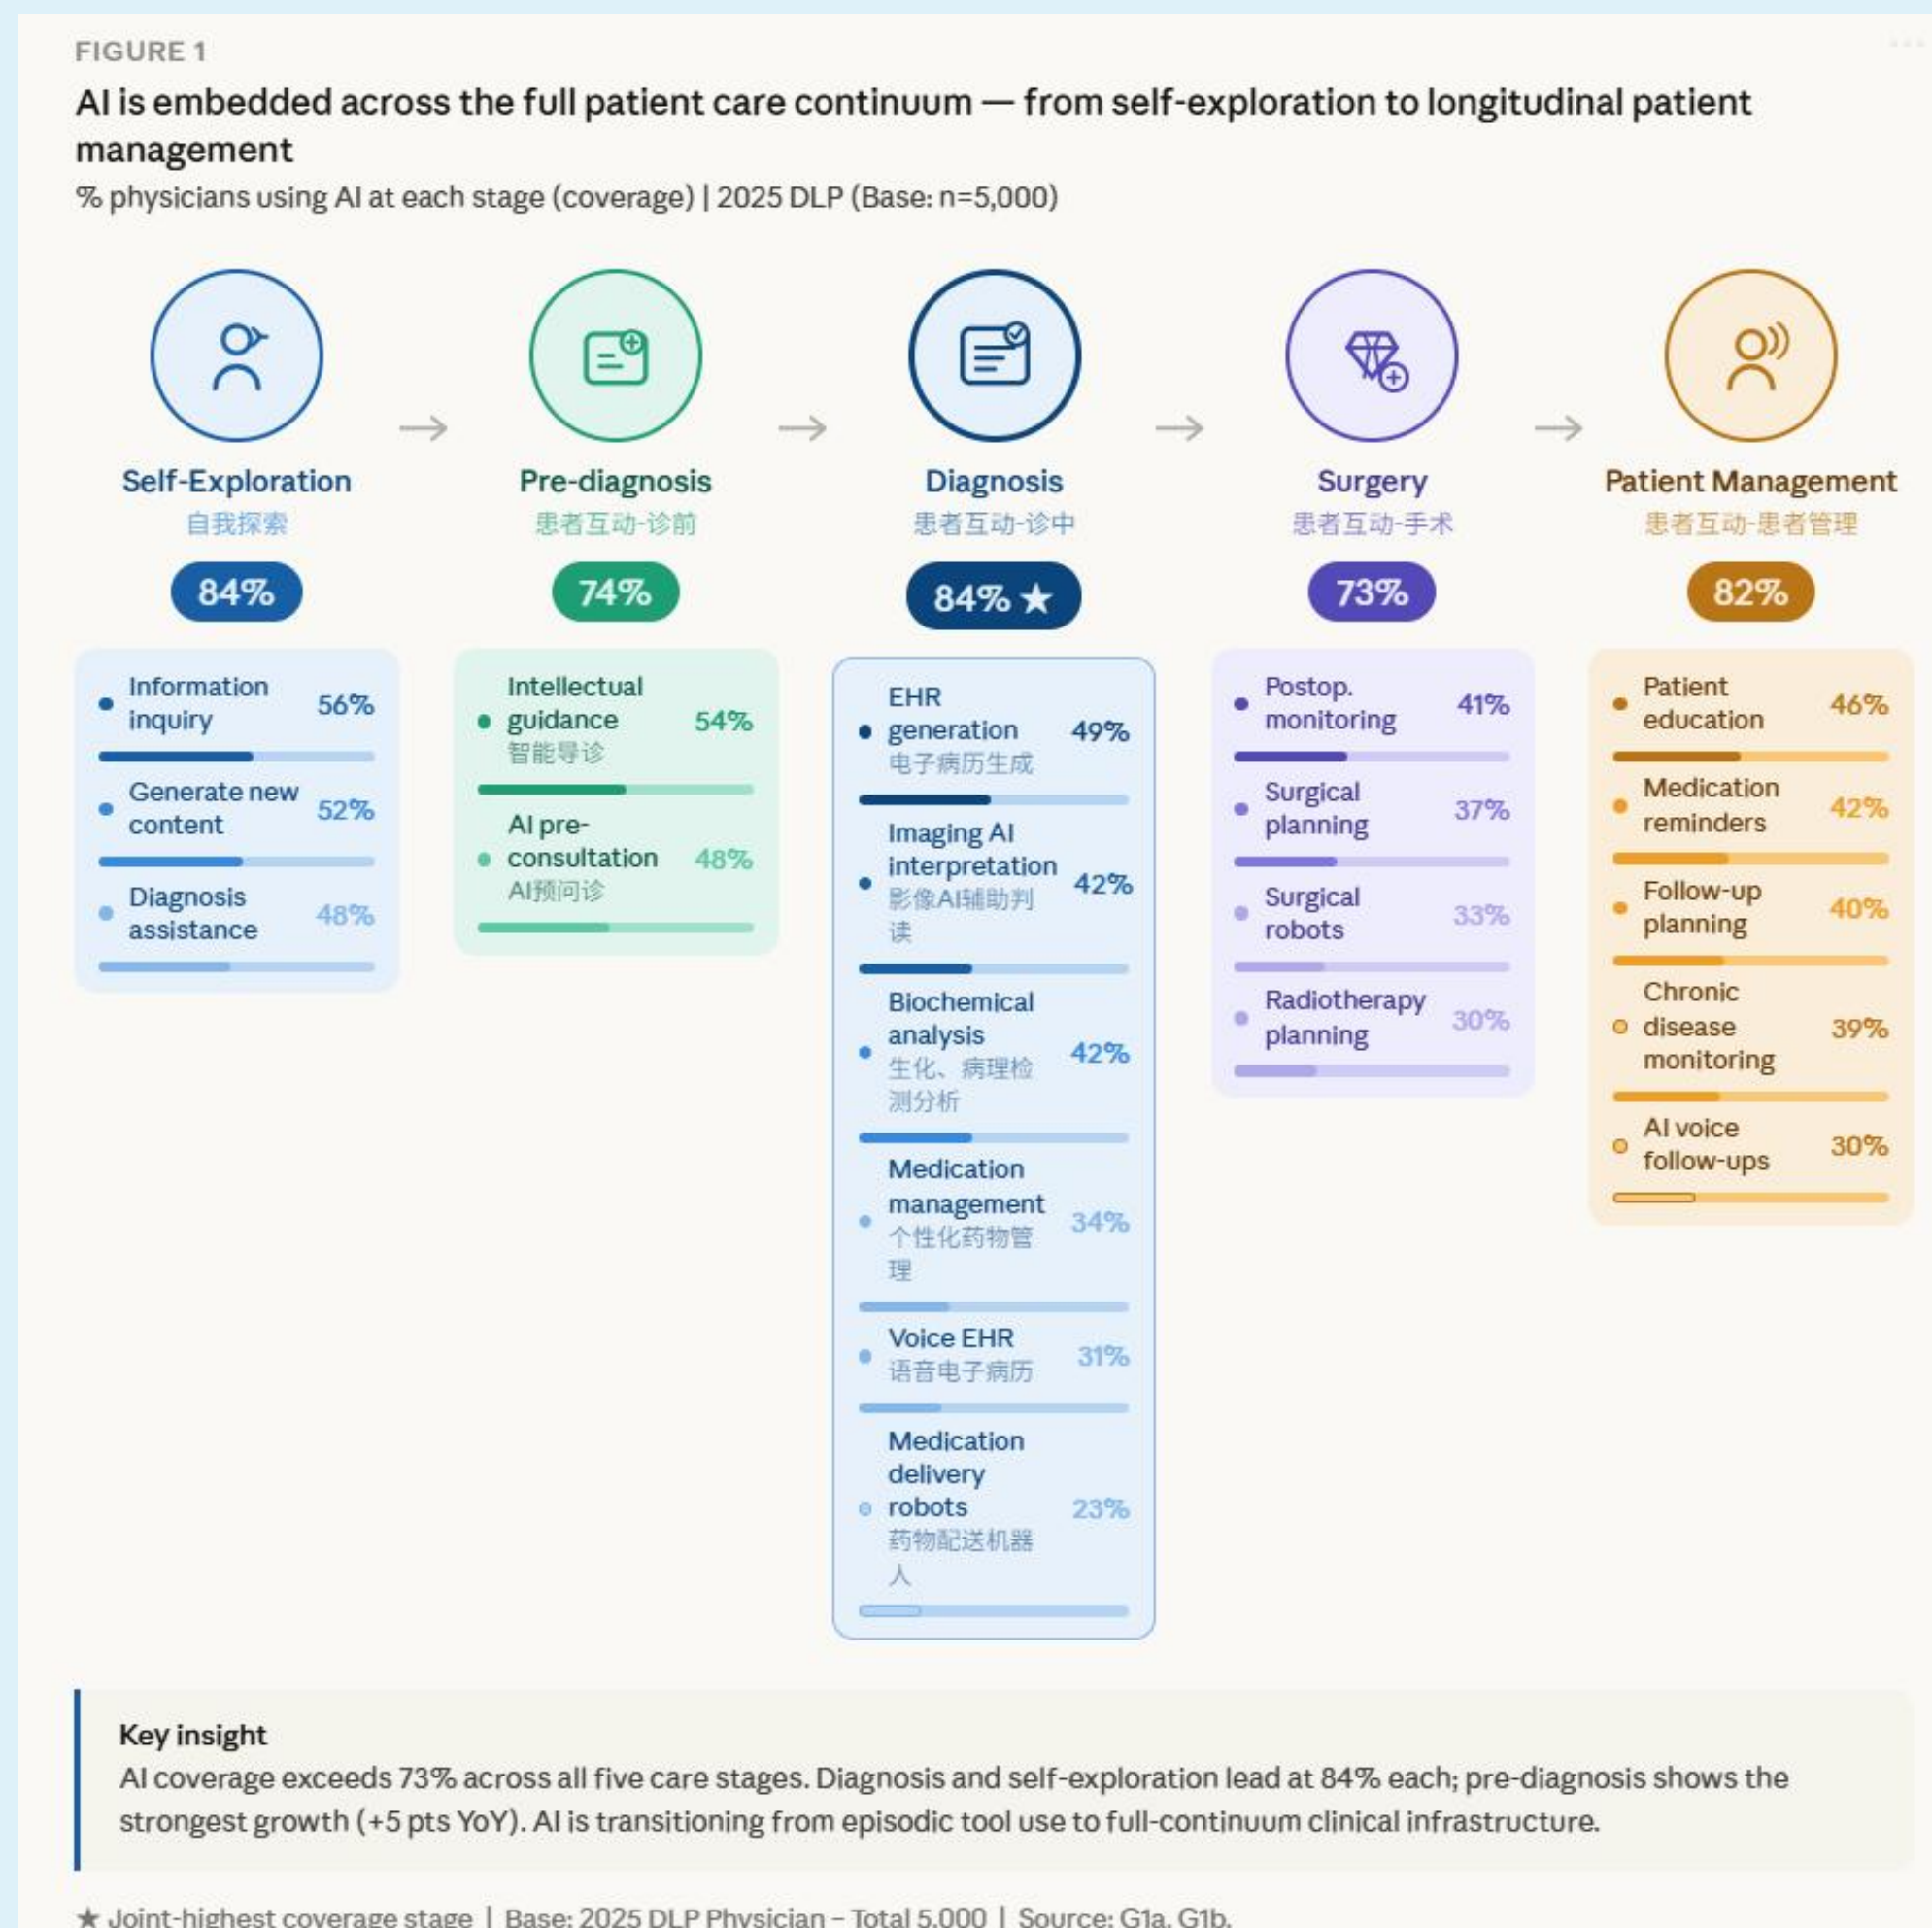 FIGURE 1
AI is embedded across the full patient care continuum — from self-exploration to longitudinal patient
management
% physicians using AI at each stage (coverage) | 2025 DLP (Base: n=5,000)
Self-Exploration
自我探索
84%
Information
inquiry
56%
Generate new
content
52%
Diagnosis
assistance
48%
Pre-diagnosis
患者互动-诊前
74%
Intellectual
guidance
智能导诊
54%
AI pre-
consultation
AI预问诊
48%
Diagnosis
患者互动-诊中
84% ★
EHR
generation
电子病历生成
49%
Imaging AI
interpretation
影像AI辅助判
读
42%
Biochemical
analysis
生化、病理检
测分析
42%
Medication
management
个性化药物管
理
34%
Voice EHR
语音电子病历
31%
Medication
delivery
robots
药物配送机器
人
23%
Surgery
患者互动-手术
73%
Postop.
monitoring
41%
Surgical
planning
37%
Surgical
robots
33%
Radiotherapy
planning
30%
Patient Management
患者互动-患者管理
82%
Patient
education
46%
Medication
reminders
42%
Follow-up
planning
40%
Chronic
disease
monitoring
39%
AI voice
follow-ups
30%
Key insight
AI coverage exceeds 73% across all five care stages. Diagnosis and self-exploration lead at 84% each; pre-diagnosis shows the
strongest growth (+5 pts YoY). AI is transitioning from episodic tool use to full-continuum clinical infrastructure.
★ Joint-highest coverage stage | Base: 2025 DLP Physician – Total 5,000 | Source: G1a, G1b.